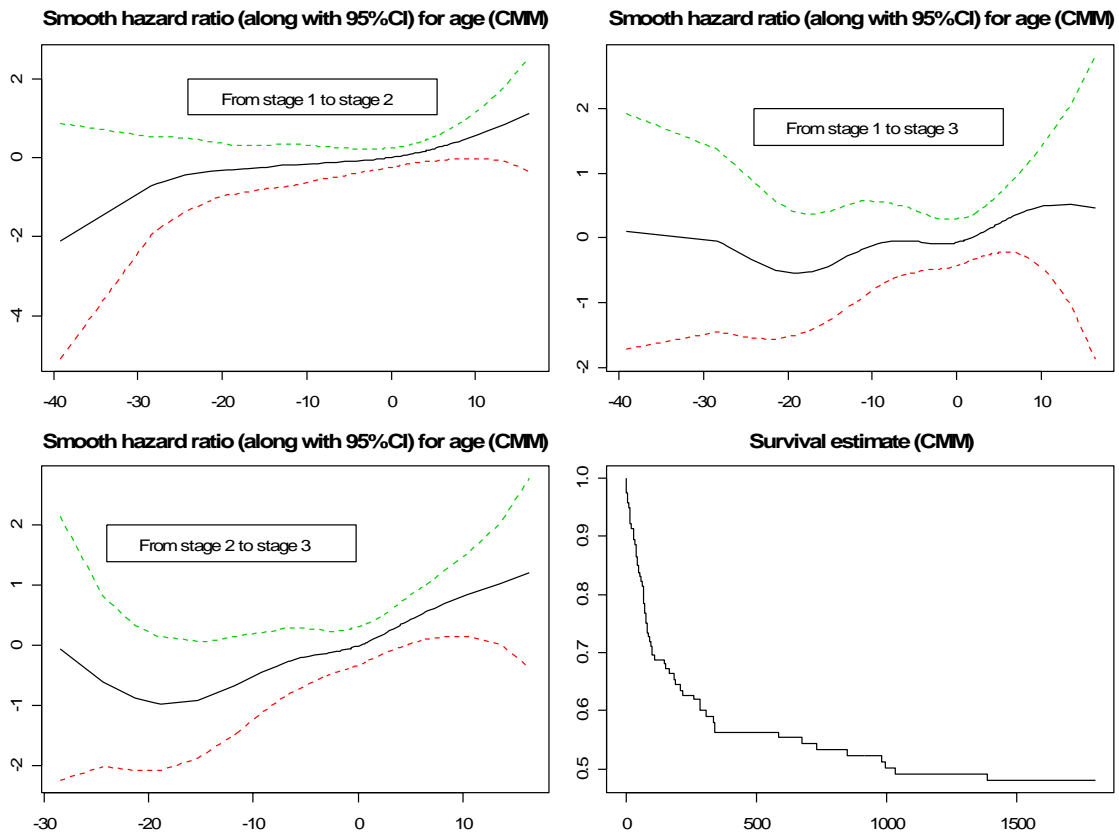 Smooth hazard ratio (along with 95%CI) for age (CMM)
From stage 1 to stage 2
2
0
-2
-4
-40 -30 -20 -10 0 10
Smooth hazard ratio (along with 95%CI) for age (CMM)
From stage 1 to stage 3
2
1
0
-1
-2
-40 -30 -20 -10 0 10
Smooth hazard ratio (along with 95%CI) for age (CMM)
From stage 2 to stage 3
2
1
0
-1
-2
-30 -20 -10 0 10
Survival estimate (CMM)
1.0
0.9
0.8
0.7
0.6
0.5
0 500 1000 1500